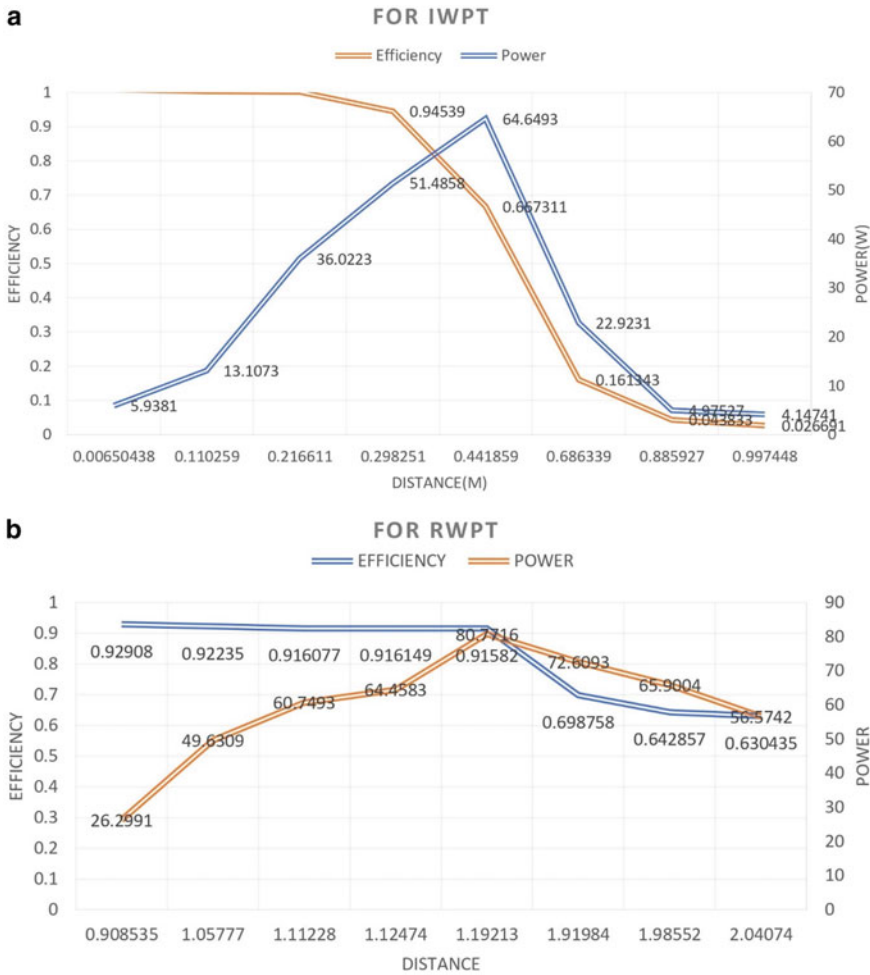 a
FOR IWPT
Efficiency Power
1 70
0.9 60
0.8
0.7 50
0.6 40
0.5
0.4 30
0.3
0.2 20
0.1 10
0 0
EFFICIENCY
POWER(W)
0.94539
64.6493
51.4858
0.667311
36.0223
22.9231
13.1073
0.161343
5.9381
4.97527
0.043833
4.14741
0.026691
0.00650438 0.110259 0.216611 0.298251 0.441859 0.686339 0.885927 0.997448
DISTANCE(M)
b
FOR RWPT
EFFICIENCY POWER
1 90
0.9 80
0.8 70
0.7 60
0.6 50
0.5
0.4 40
0.3 30
0.2 20
0.1 10
0 0
EFFICIENCY
POWER
80.7716
0.92908 0.92235 0.916077 0.916149 0.91582 72.6093
64.4583 65.9004
60.7493
56.5742
0.698758
49.6309 0.642857 0.630435
26.2991
0.908535 1.05777 1.11228 1.12474 1.19213 1.91984 1.98552 2.04074
DISTANCE